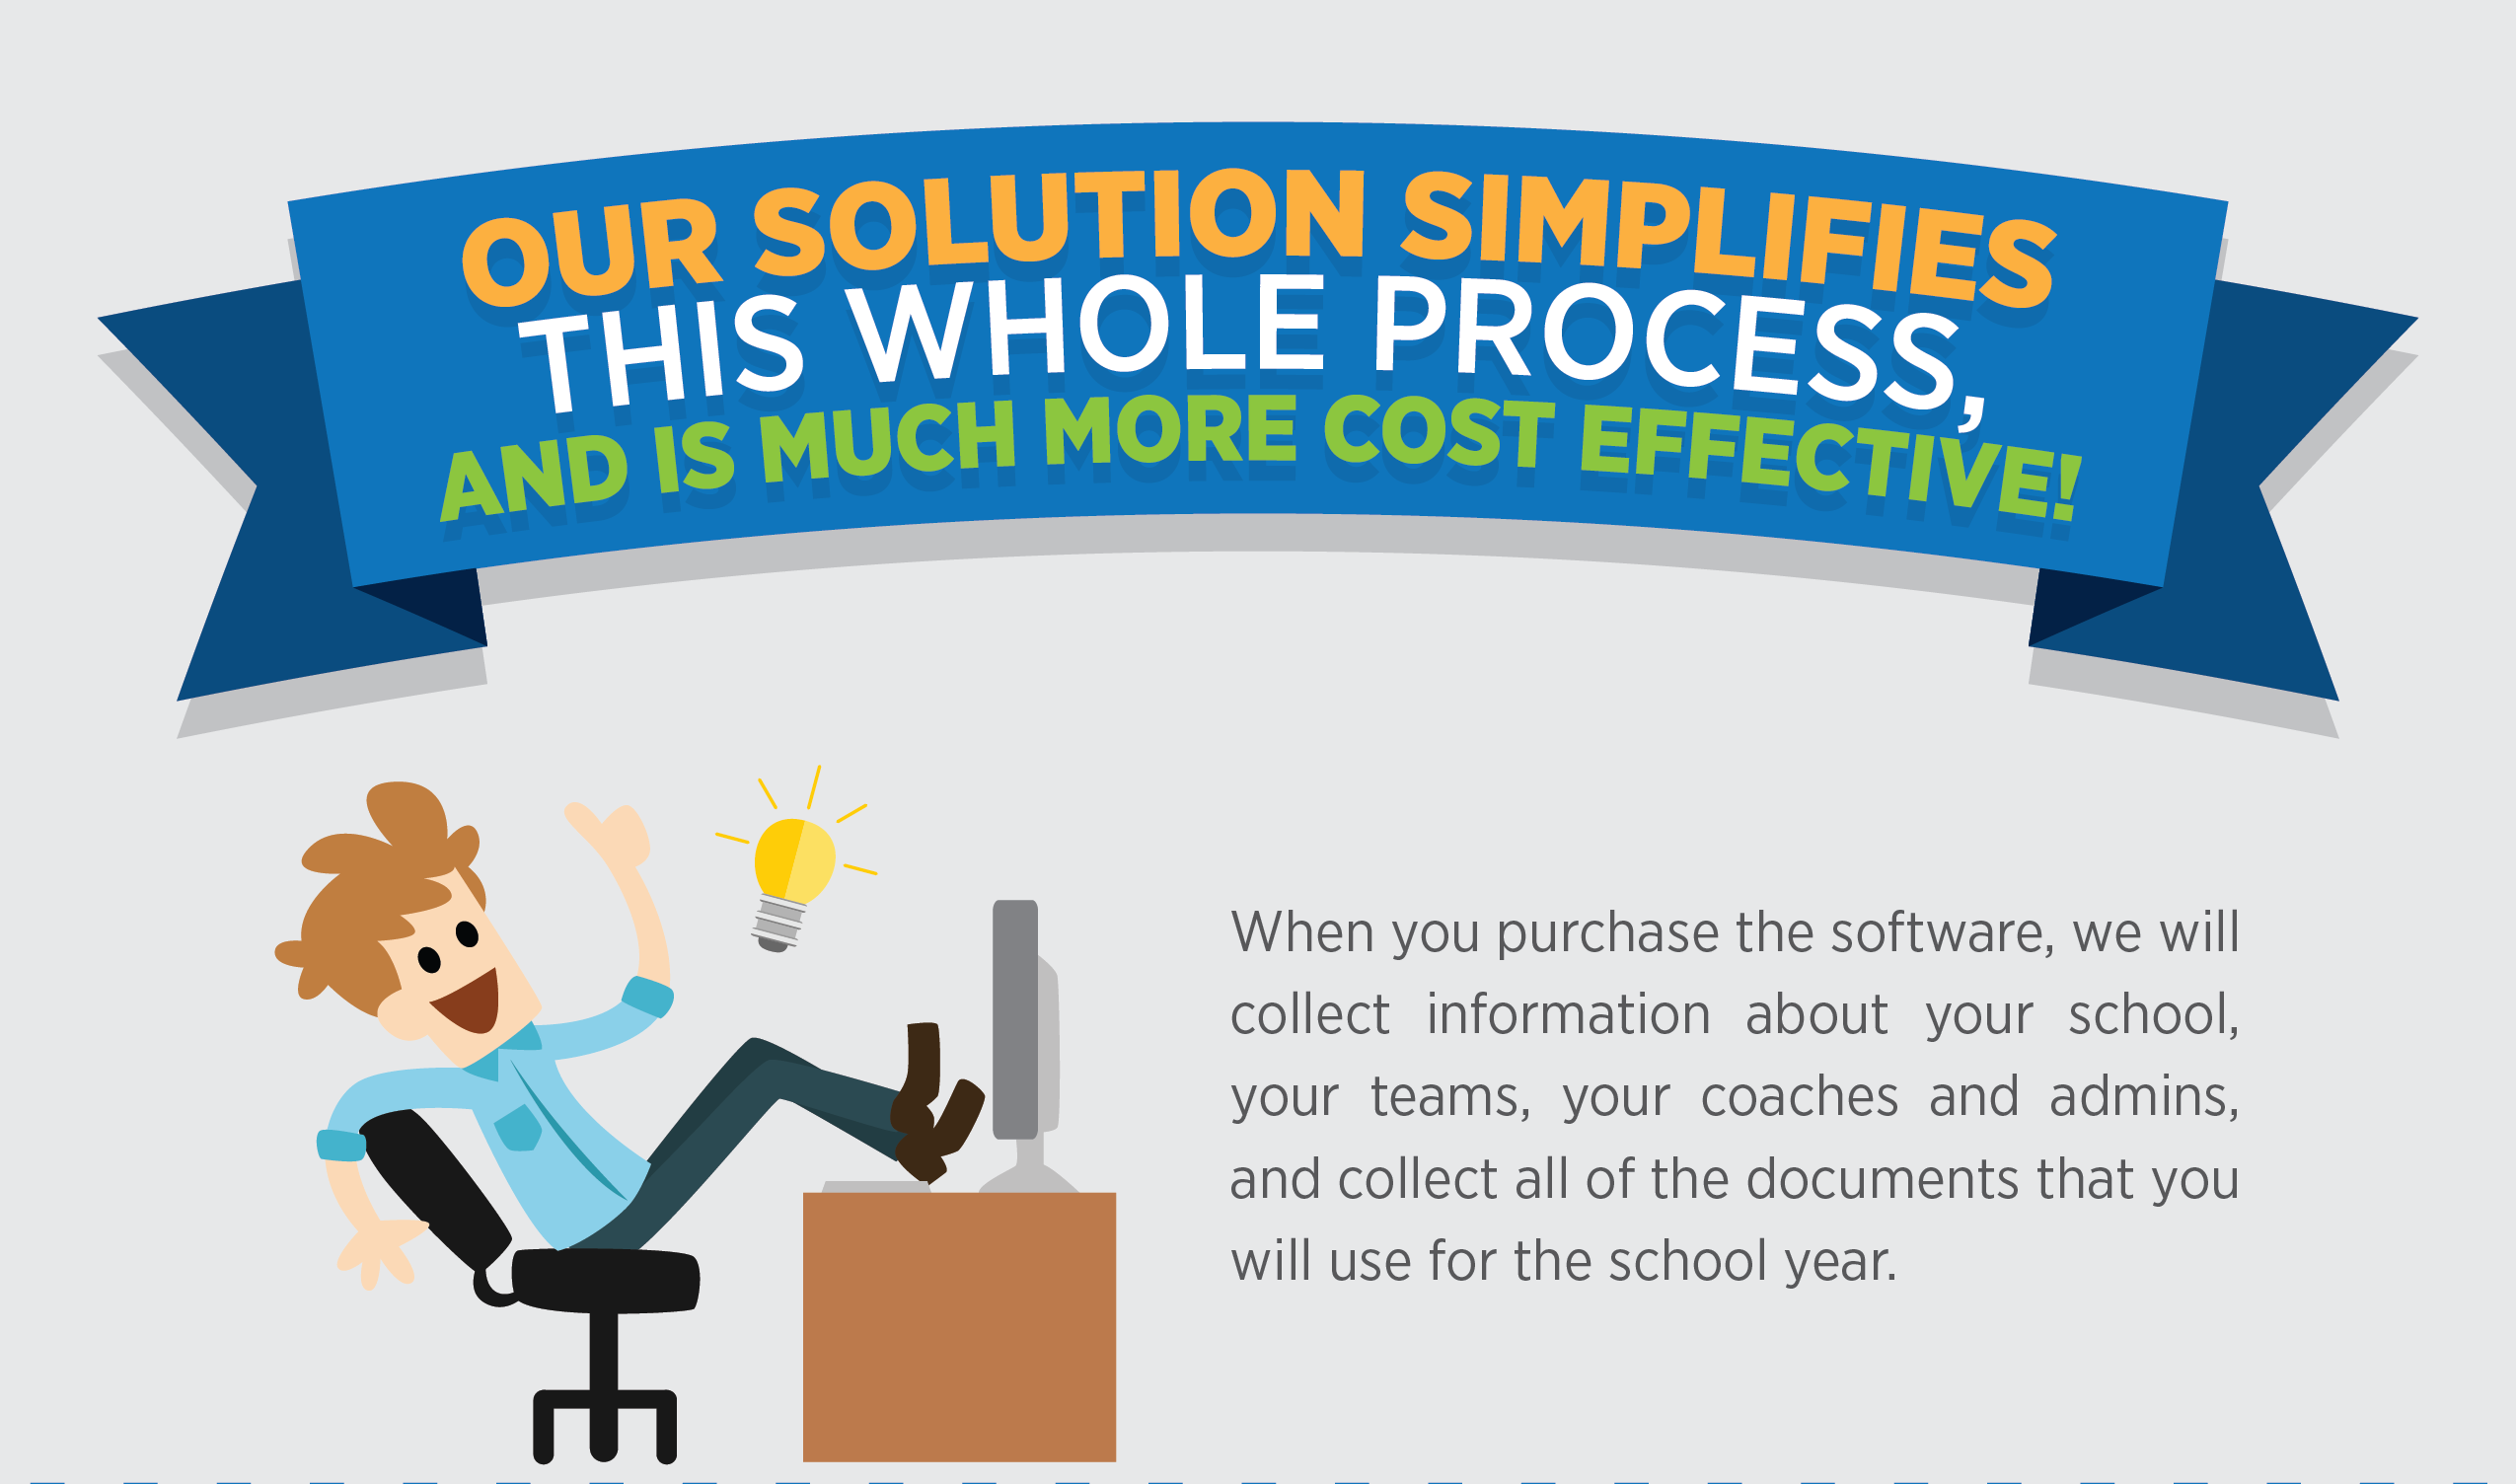 OUR SOLUTION SIMPLIFIES
THIS WHOLE PROCESS,
AND IS MUCH MORE COST EFFECTIVE!
When you purchase the software, we will
collect information about your school,
your teams, your coaches and admins,
and collect all of the documents that you
will use for the school year.